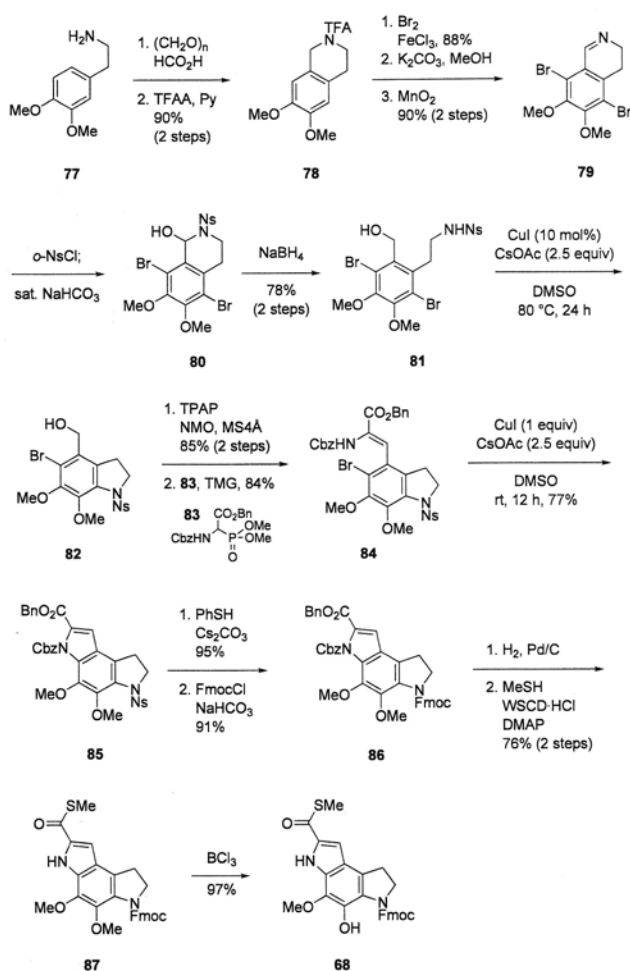 H₂N
MeO
OMe
77
1. (CH₂O)n
HCO₂H
2. TFAA, Py
90%
(2 steps)
TFA
N
MeO
OMe
78
1. Br₂
FeCl₃, 88%
2. K₂CO₃, MeOH
3. MnO₂
90% (2 steps)
N
Br
MeO
Br
OMe
79
o-NsCl;
sat. NaHCO₃
HO
Ns
N
Br
MeO
Br
OMe
80
NaBH₄
78%
(2 steps)
HO
NHNs
Br
MeO
Br
OMe
81
CuI (10 mol%)
CsOAc (2.5 equiv)
DMSO
80 °C, 24 h
HO
Br
MeO
N
MeO
Ns
82
1. TPAP
NMO, MS4Å
85% (2 steps)
2. 83, TMG, 84%
83
CO₂Bn
OMe
CbzHN
P
OMe
O
CO₂Bn
CbzHN
Br
MeO
N
MeO
Ns
84
CuI (1 equiv)
CsOAc (2.5 equiv)
DMSO
rt, 12 h, 77%
BnO₂C
CbzN
MeO
N
MeO
Ns
85
1. PhSH
Cs₂CO₃
95%
2. FmocCl
NaHCO₃
91%
BnO₂C
CbzN
MeO
N
MeO
Fmoc
86
1. H₂, Pd/C
2. MeSH
WSCD·HCl
DMAP
76% (2 steps)
SMe
O
HN
MeO
N
MeO
Fmoc
87
BCl₃
97%
SMe
O
HN
MeO
N
OH
Fmoc
68